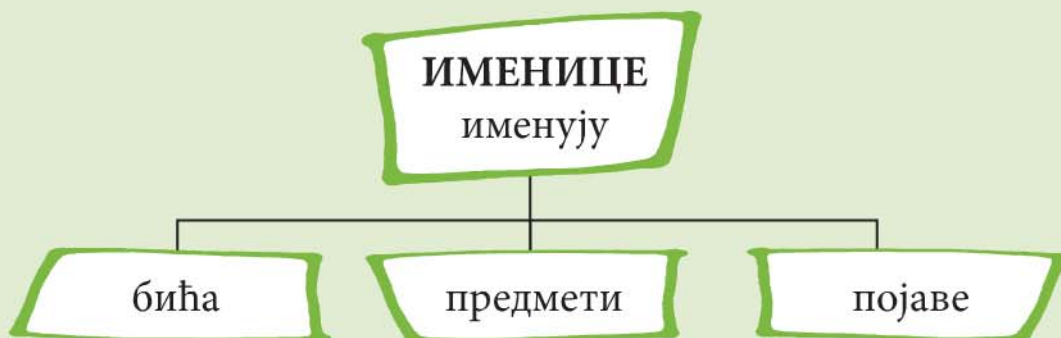 ИМЕНИЦЕ
именују
бића
предмети
појаве